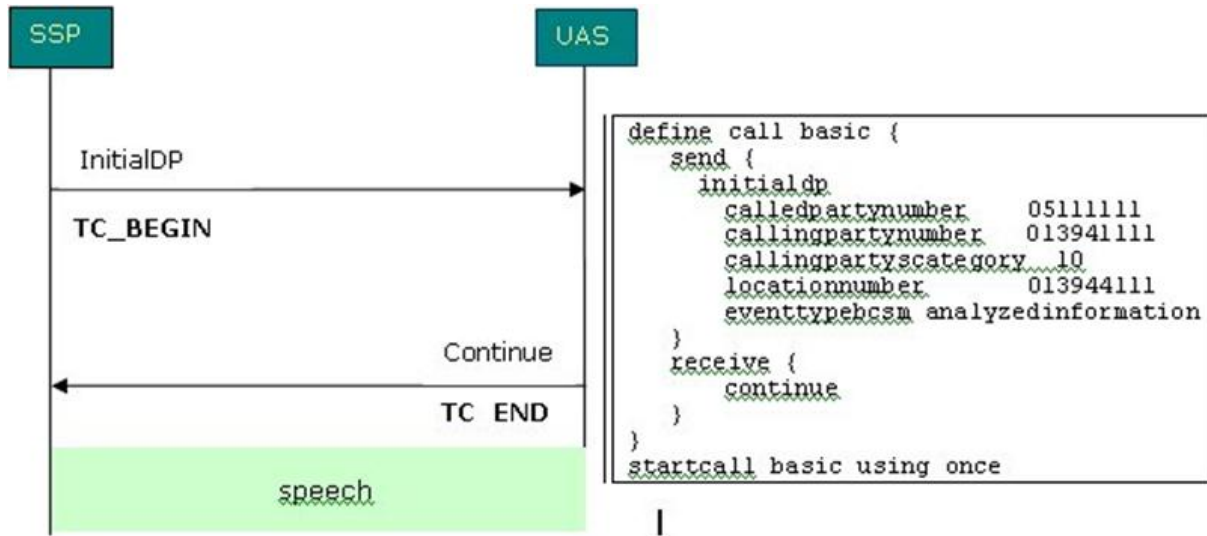 SSP
UAS
InitialDP
TC_BEGIN
Continue
TC END
speech
define call basic {
send {
initialdp
calledpartynumber 05111111
callingpartynumber 013941111
callingpartyscategory 10
locationnumber 013944111
eventtypebcsm analyzedinformation
}
receive {
continue
}
}
startcall basic using once